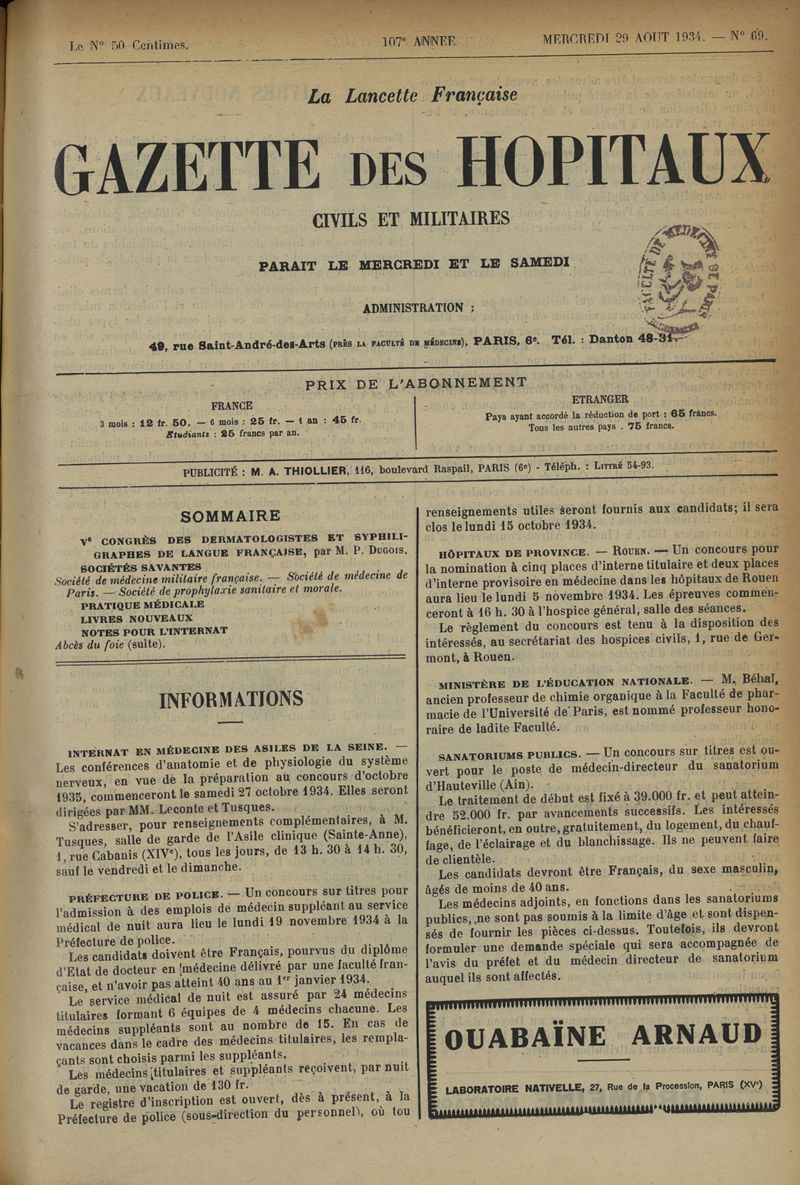 Le N° 50 Centimes.
107e ANNEE
MERCREDI 29 AOUT 1934. — N° 69.
La Lancette Française
GAZETTE DES HOPITAUX
CIVILS ET MILITAIRES
PARAIT LE MERCREDI ET LE SAMEDI
FACULTÉ DE MÉDECINE DE PARIS
ADMINISTRATION :
49, rue Saint-André-des-Arts (PRÈS LA FACULTÉ DE MÉDECINE), PARIS, 6e. Tél. : Danton 48-31.
PRIX DE L'ABONNEMENT
FRANCE
3 mois : 12 fr. 50. — 6 mois : 25 fr. — 1 an : 45 fr.
Etudiants : 25 francs par an.
ETRANGER
Pays ayant accordé la réduction de port : 65 francs.
Tous les autres pays . 75 francs.
PUBLICITÉ : M. A. THIOLLIER, 116, boulevard Raspail, PARIS (6e) - Téléph. : LITTRÉ 54-93.
SOMMAIRE
Ve CONGRÈS DES DERMATOLOGISTES ET SYPHILI-
GRAPHES DE LANGUE FRANÇAISE, par M. P. DUGOIS.
SOCIÉTÉS SAVANTES
Société de médecine militaire française. — Société de médecine de
Paris. — Société de prophylaxie sanitaire et morale.
PRATIQUE MÉDICALE
LIVRES NOUVEAUX
NOTES POUR L'INTERNAT
Abcès du foie (suite).
INFORMATIONS
INTERNAT EN MÉDECINE DES ASILES DE LA SEINE. —
Les conférences d'anatomie et de physiologie du système
nerveux, en vue de la préparation au concours d'octobre
1935, commenceront le samedi 27 octobre 1934. Elles seront
dirigées par MM. Leconte et Tusques.
S'adresser, pour renseignements complémentaires, à M.
Tusques, salle de garde de l'Asile clinique (Sainte-Anne),
1, rue Cabanis (XIVe), tous les jours, de 13 h. 30 à 14 h. 30,
sauf le vendredi et le dimanche.
PRÉFECTURE DE POLICE. — Un concours sur titres pour
l'admission à des emplois de médecin suppléant au service
médical de nuit aura lieu le lundi 19 novembre 1934 à la
Préfecture de police.
Les candidats doivent être Français, pourvus du diplôme
d'Etat de docteur en médecine délivré par une faculté fran-
çaise, et n'avoir pas atteint 40 ans au 1er janvier 1934.
Le service médical de nuit est assuré par 24 médecins
titulaires formant 6 équipes de 4 médecins chacune. Les
médecins suppléants sont au nombre de 15. En cas de
vacances dans le cadre des médecins titulaires, les rempla-
çants sont choisis parmi les suppléants.
Les médecins titulaires et suppléants reçoivent, par nuit
de garde, une vacation de 130 fr.
Le registre d'inscription est ouvert, dès à présent, à la
Préfecture de police (sous-direction du personnel), où tou
renseignements utiles seront fournis aux candidats; il sera
clos le lundi 15 octobre 1934.
HÔPITAUX DE PROVINCE. — ROUEN. — Un concours pour
la nomination à cinq places d'interne titulaire et deux places
d'interne provisoire en médecine dans les hôpitaux de Rouen
aura lieu le lundi 5 novembre 1934. Les épreuves commen-
ceront à 16 h. 30 à l'hospice général, salle des séances.
Le règlement du concours est tenu à la disposition des
intéressés, au secrétariat des hospices civils, 1, rue de Ger-
mont, à Rouen.
MINISTÈRE DE L'ÉDUCATION NATIONALE. — M. Béhal,
ancien professeur de chimie organique à la Faculté de phar-
macie de l'Université de Paris, est nommé professeur hono-
raire de ladite Faculté.
SANATORIUMS PUBLICS. — Un concours sur titres est ou-
vert pour le poste de médecin-directeur du sanatorium
d'Hauteville (Ain).
Le traitement de début est fixé à 39.000 fr. et peut attein-
dre 52.000 fr. par avancements successifs. Les intéressés
bénéficieront, en outre, gratuitement, du logement, du chauf-
fage, de l'éclairage et du blanchissage. Ils ne peuvent faire
de clientèle.
Les candidats devront être Français, du sexe masculin,
âgés de moins de 40 ans.
Les médecins adjoints, en fonctions dans les sanatoriums
publics, ne sont pas soumis à la limite d'âge et sont dispen-
sés de fournir les pièces ci-dessus. Toutefois, ils devront
formuler une demande spéciale qui sera accompagnée de
l'avis du préfet et du médecin directeur de sanatorium
auquel ils sont affectés.
OUABAÏNE ARNAUD
LABORATOIRE NATIVELLE, 27, Rue de la Procession, PARIS (XVe)